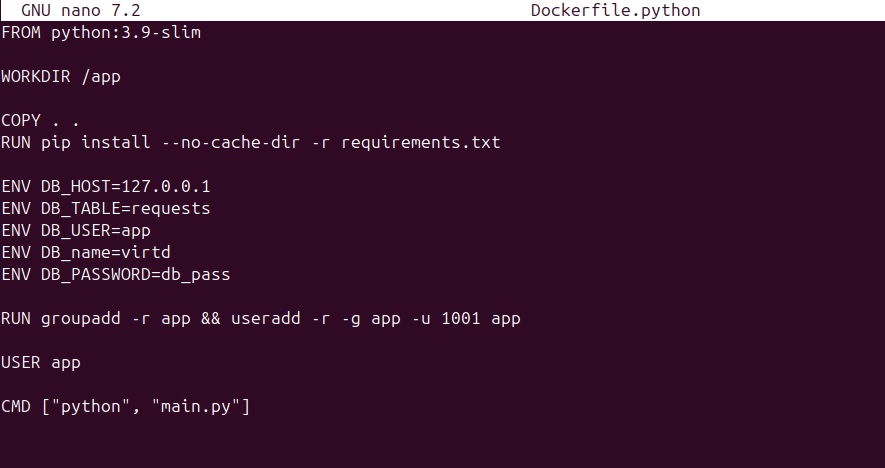 GNU nano 7.2 Dockerfile.python
FROM python:3.9-slim
WORKDIR /app
COPY . .
RUN pip install --no-cache-dir -r requirements.txt
ENV DB_HOST=127.0.0.1
ENV DB_TABLE=requests
ENV DB_USER=app
ENV DB_name=virtd
ENV DB_PASSWORD=db_pass
RUN groupadd -r app && useradd -r -g app -u 1001 app
USER app
CMD ["python", "main.py"]